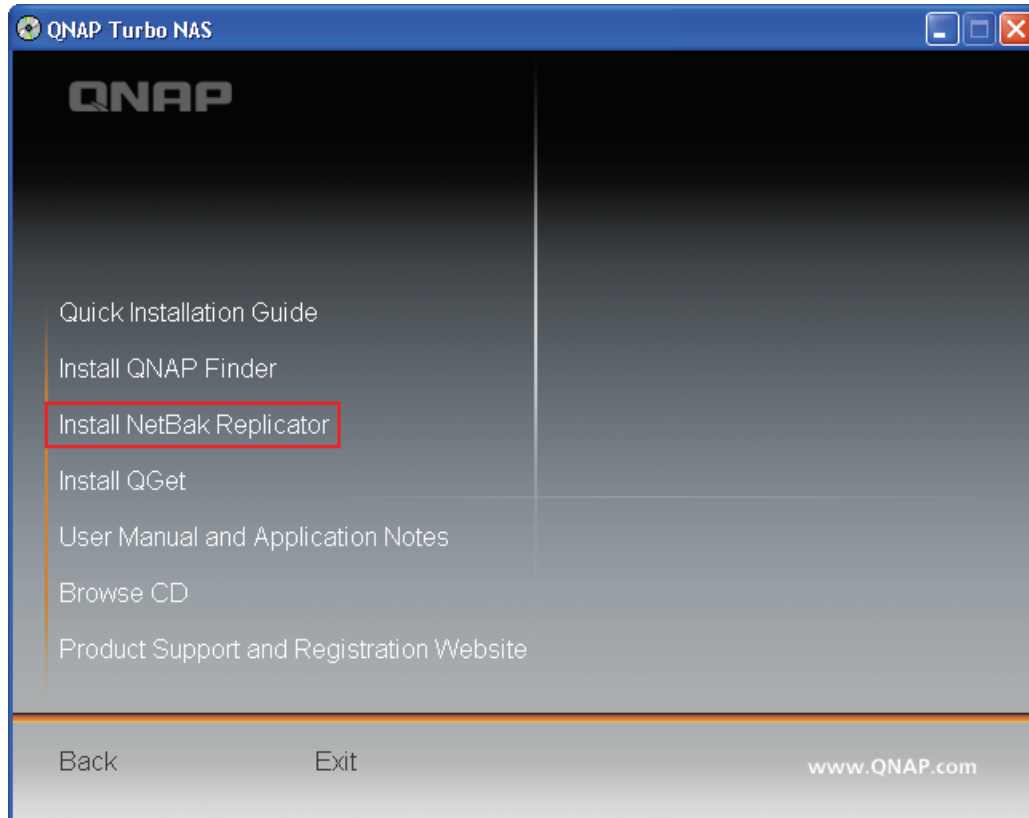 QNAP Turbo NAS
QNAP
Quick Installation Guide
Install QNAP Finder
Install NetBak Replicator
Install QGet
User Manual and Application Notes
Browse CD
Product Support and Registration Website
Back Exit www.QNAP.com